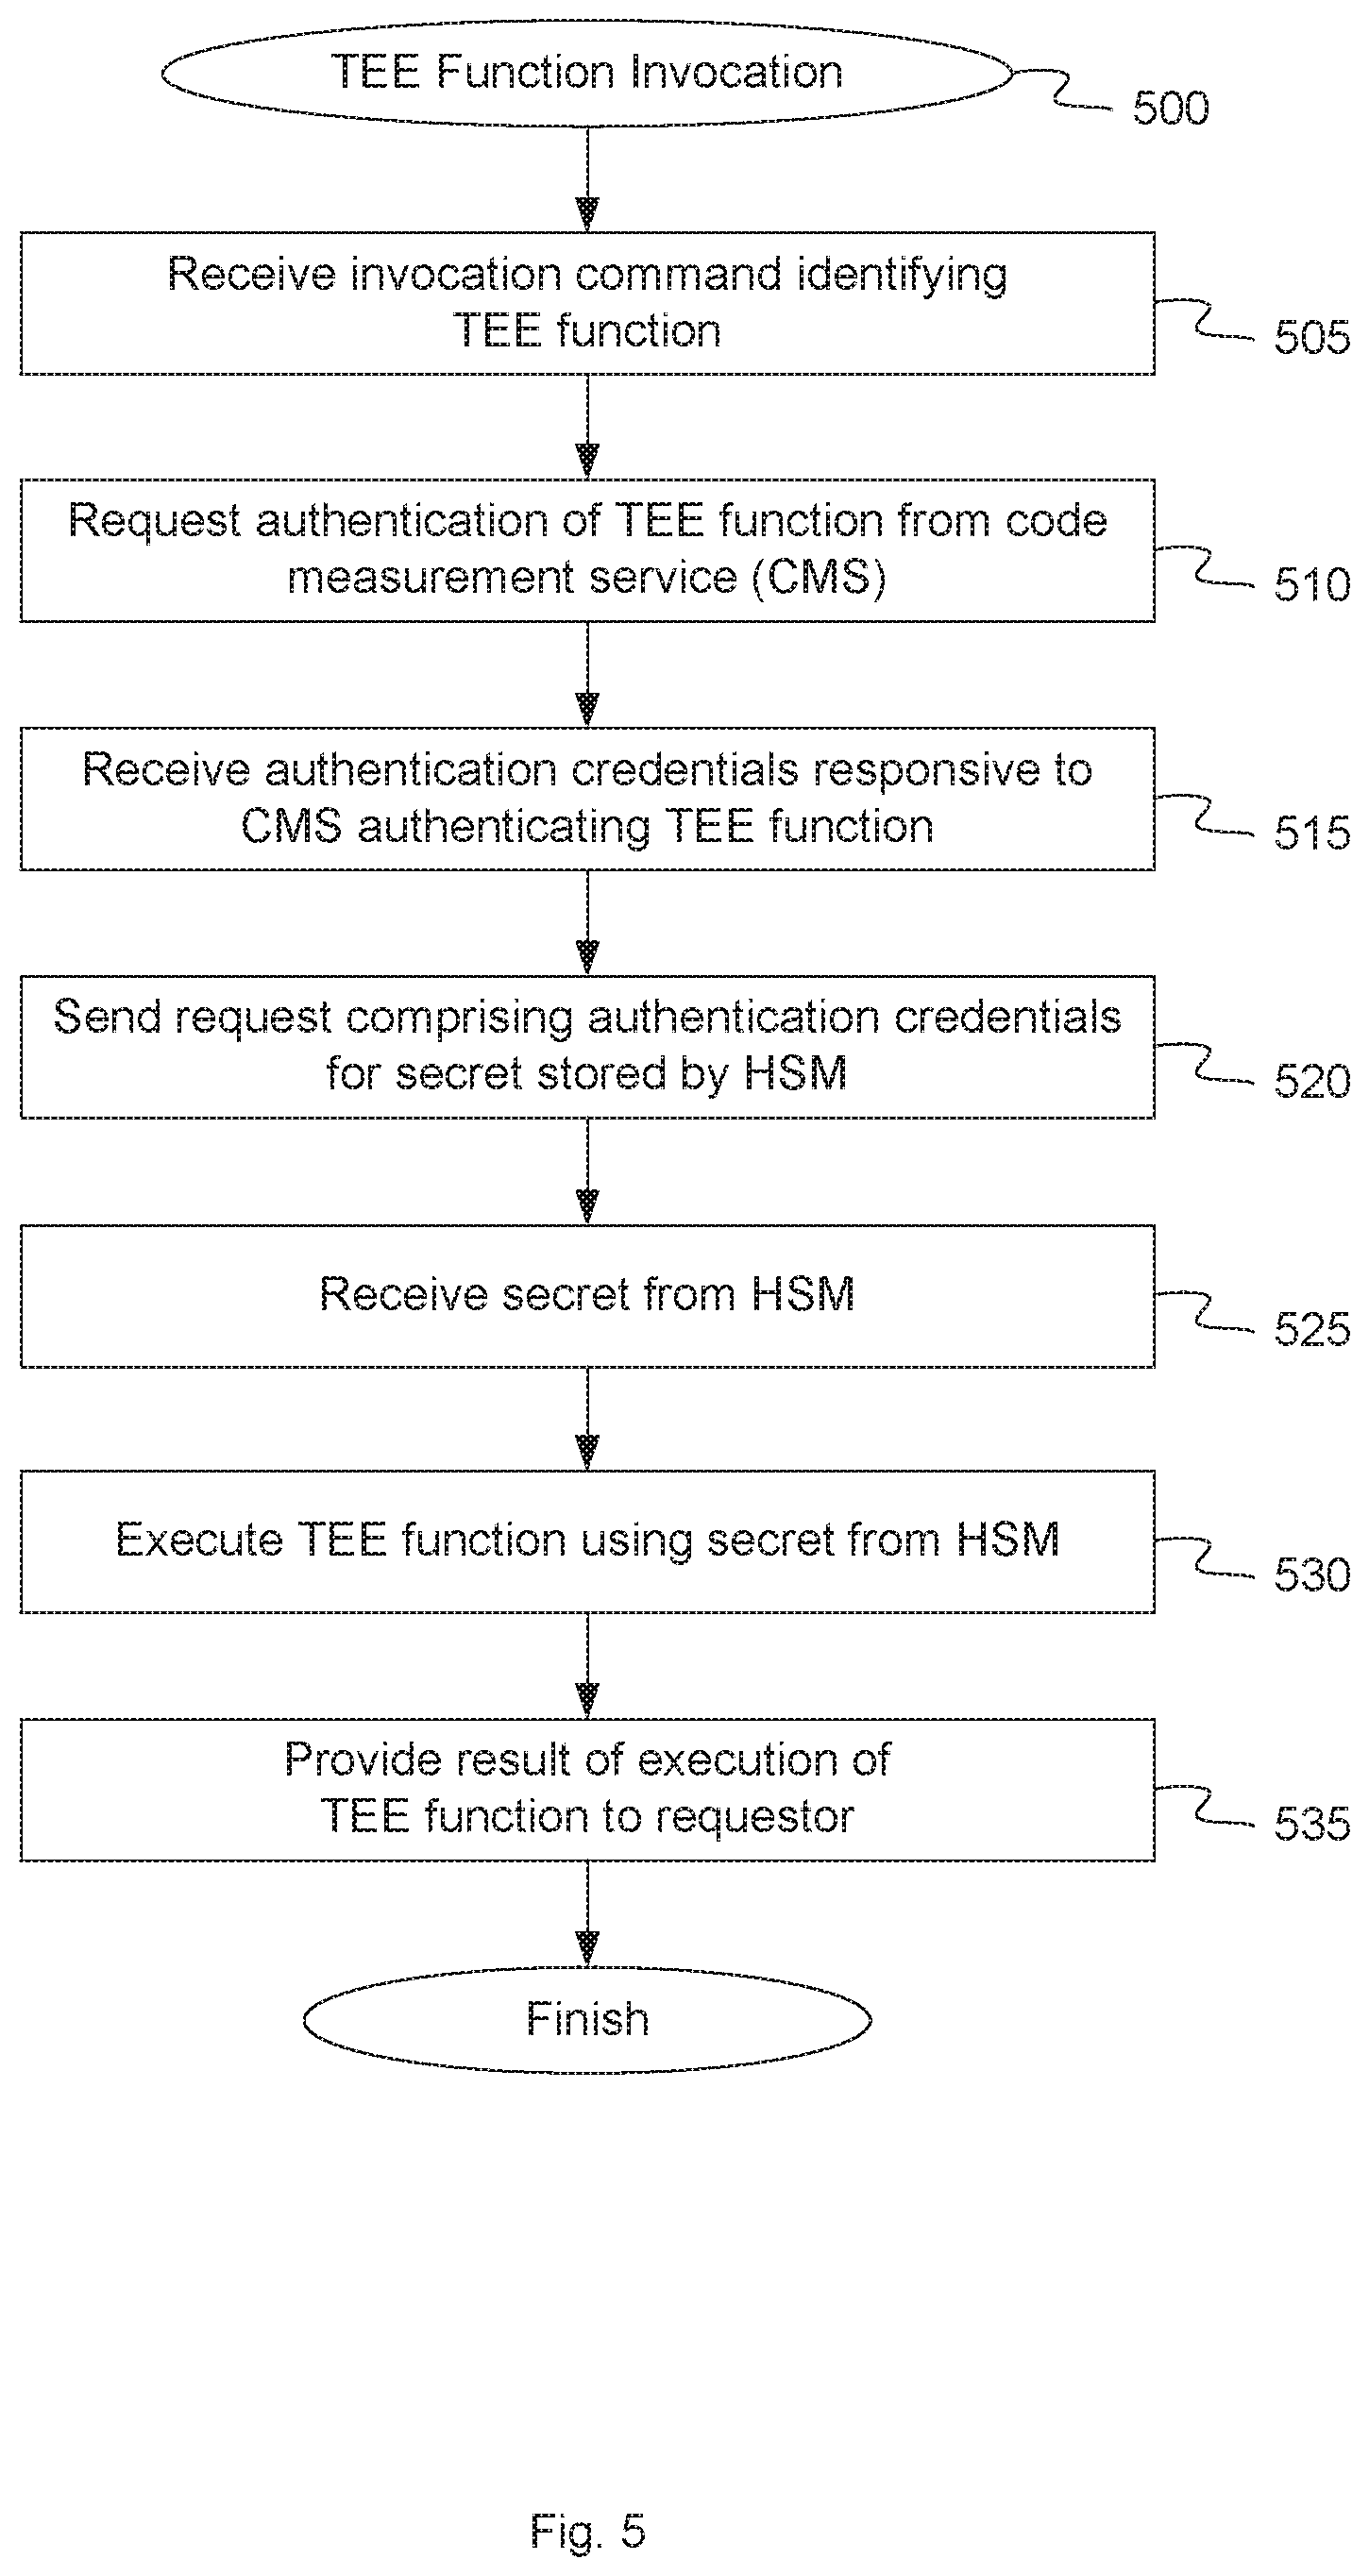 TEE Function Invocation
500
Receive invocation command identifying
TEE function
505
Request authentication of TEE function from code
measurement service (CMS)
510
Receive authentication credentials responsive to
CMS authenticating TEE function
515
Send request comprising authentication credentials
for secret stored by HSM
520
Receive secret from HSM
525
Execute TEE function using secret from HSM
530
Provide result of execution of
TEE function to requestor
535
Finish
Fig. 5